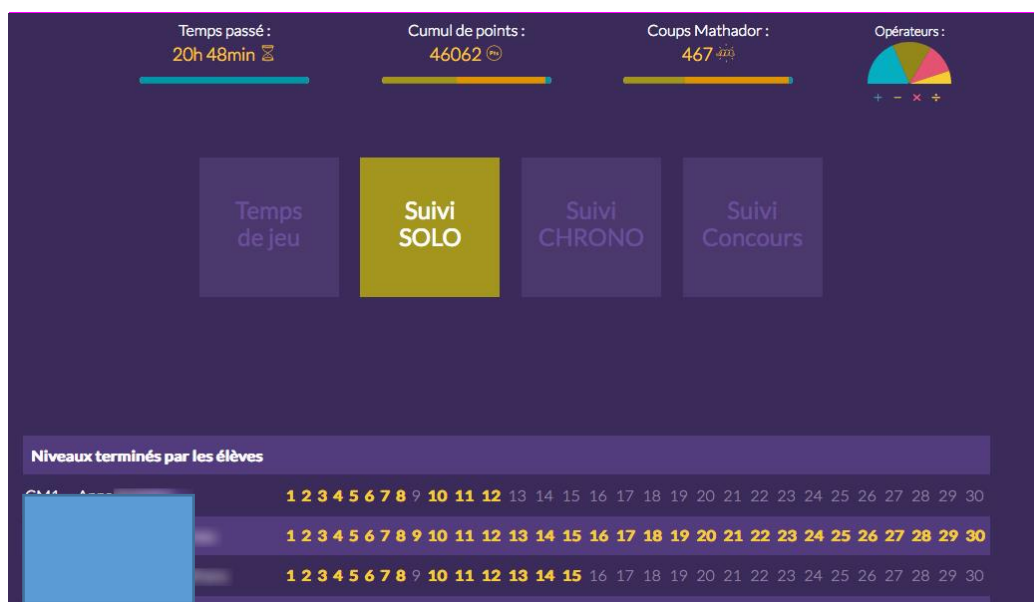 Temps passé :
20h 48min
Cumul de points :
46062
Coups Mathador :
467
Opérateurs :
+ − × ÷
Temps
de jeu
Suivi
SOLO
Suivi
CHRONO
Suivi
Concours
Niveaux terminés par les élèves
1 2 3 4 5 6 7 8 9 10 11 12 13 14 15 16 17 18 19 20 21 22 23 24 25 26 27 28 29 30
1 2 3 4 5 6 7 8 9 10 11 12 13 14 15 16 17 18 19 20 21 22 23 24 25 26 27 28 29 30
1 2 3 4 5 6 7 8 9 10 11 12 13 14 15 16 17 18 19 20 21 22 23 24 25 26 27 28 29 30